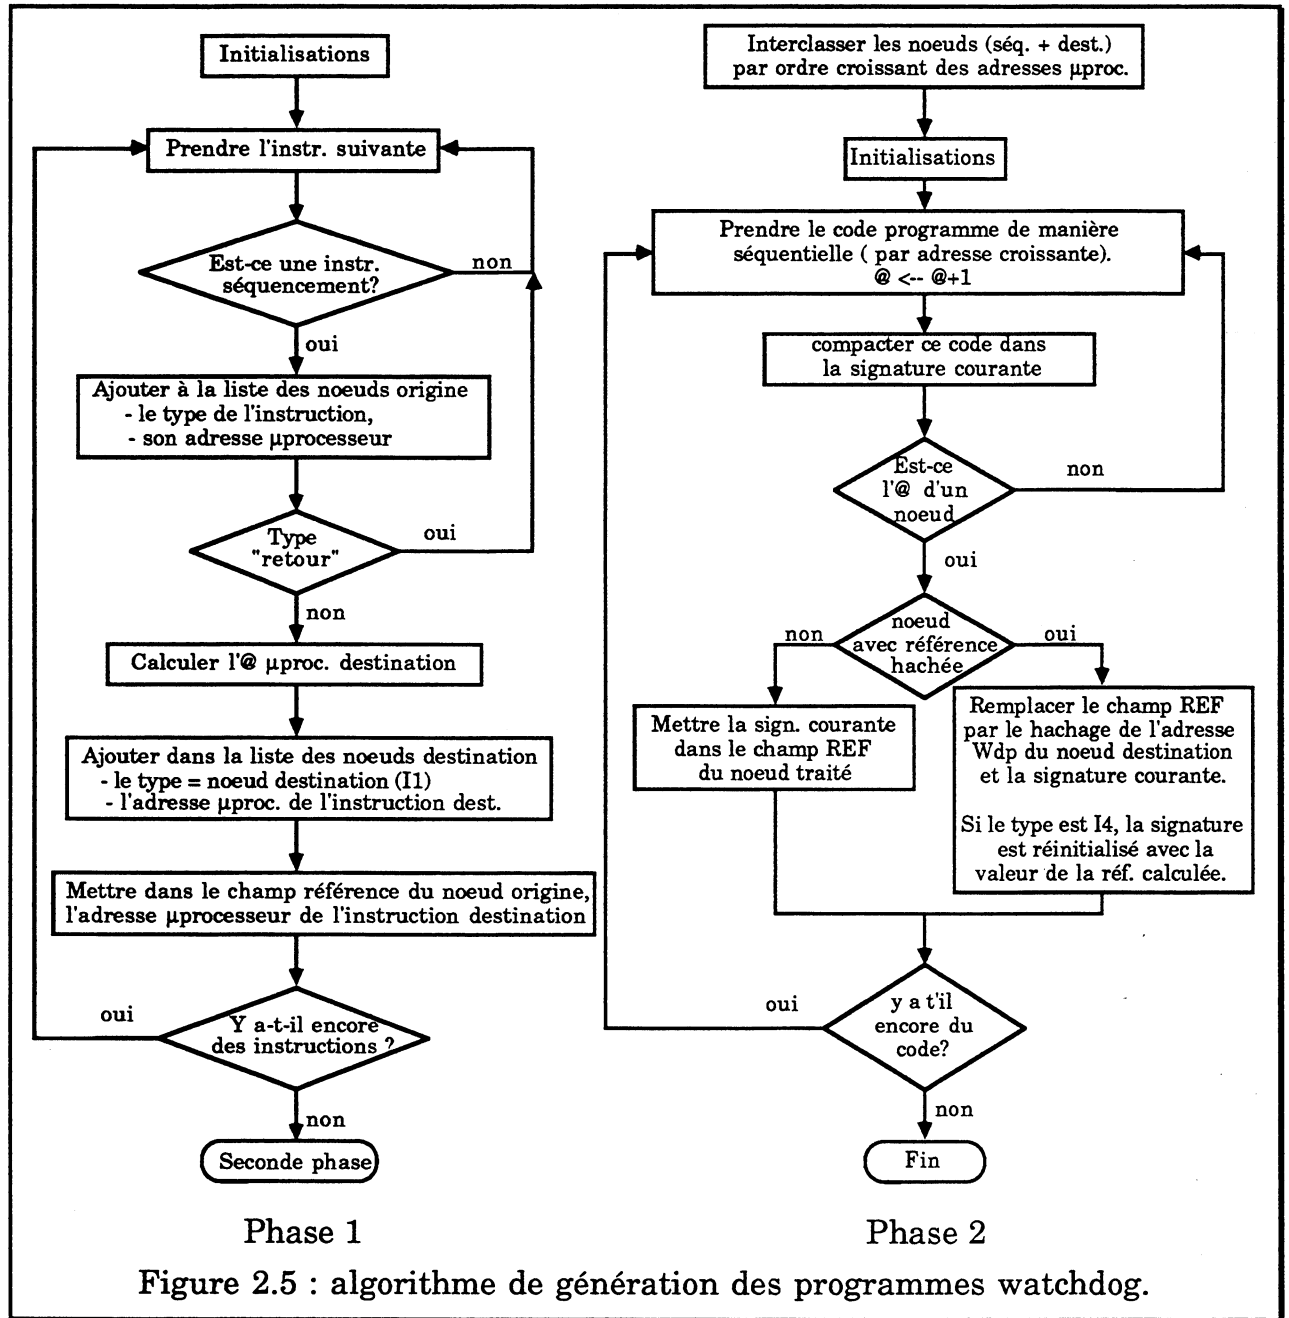 Initialisations
Prendre l'instr. suivante
Est-ce une instr.
séquencement?
non
oui
Ajouter à la liste des noeuds origine
- le type de l'instruction,
- son adresse µprocesseur
Type
"retour"
oui
non
Calculer l'@ µproc. destination
Ajouter dans la liste des noeuds destination
- le type = noeud destination (I1)
- l'adresse µproc. de l'instruction dest.
Mettre dans le champ référence du noeud origine,
l'adresse µprocesseur de l'instruction destination
oui
Y a-t-il encore
des instructions ?
non
Seconde phase
Phase 1
Interclasser les noeuds (séq. + dest.)
par ordre croissant des adresses µproc.
Initialisations
Prendre le code programme de manière
séquentielle ( par adresse croissante).
@ <-- @+1
compacter ce code dans
la signature courante
Est-ce
l'@ d'un
noeud
non
oui
noeud
avec référence
hachée
non
oui
Mettre la sign. courante
dans le champ REF
du noeud traité
Remplacer le champ REF
par le hachage de l'adresse
Wdp du noeud destination
et la signature courante.
Si le type est I4, la signature
est réinitialisé avec la
valeur de la réf. calculée.
oui
y a t'il
encore du
code?
non
Fin
Phase 2
Figure 2.5 : algorithme de génération des programmes watchdog.